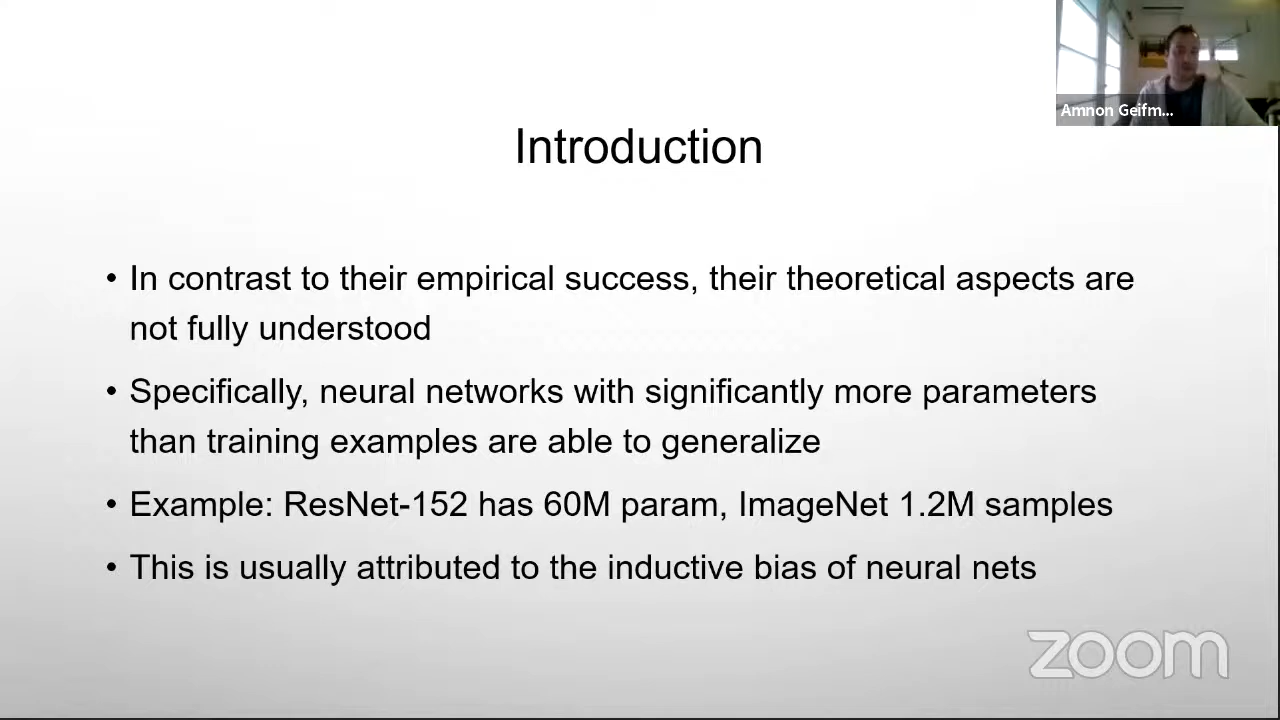 Amnon Geifm...
Introduction
• In contrast to their empirical success, their theoretical aspects are
not fully understood
• Specifically, neural networks with significantly more parameters
than training examples are able to generalize
• Example: ResNet-152 has 60M param, ImageNet 1.2M samples
• This is usually attributed to the inductive bias of neural nets
zoom